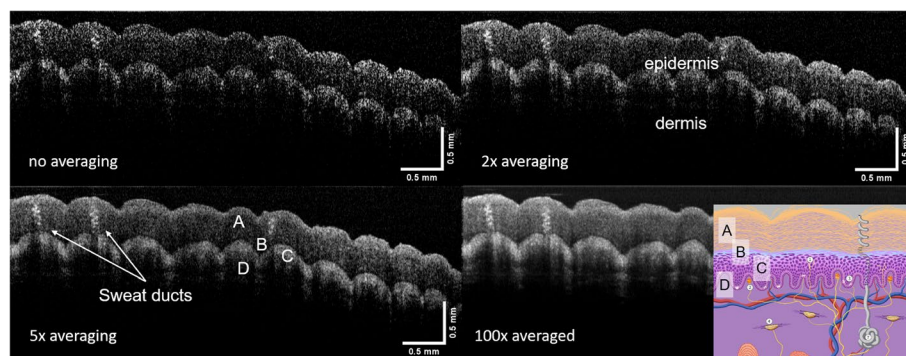 epidermis
dermis
no averaging
0.5 mm
0.5 mm
2x averaging
0.5 mm
0.5 mm
A
B
C
D
Sweat ducts
5x averaging
0.5 mm
0.5 mm
100x averaged
A
B
C
D